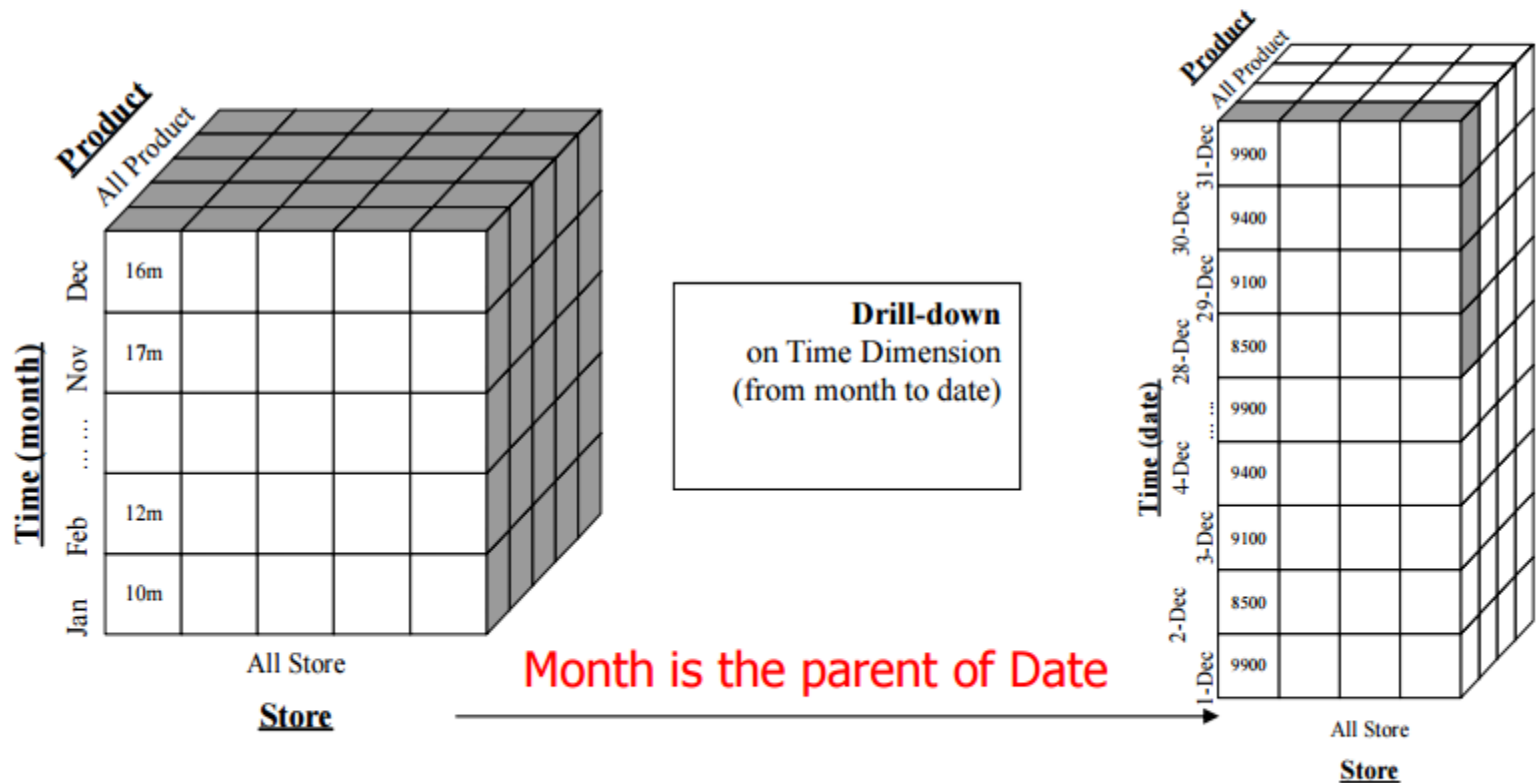 Product
All Product
Time (month)
Dec
Nov
... ...
Feb
Jan
16m
17m
12m
10m
All Store
Store
Drill-down
on Time Dimension
(from month to date)
Month is the parent of Date
Product
All Product
Time (date)
31-Dec
30-Dec
29-Dec
28-Dec
... ...
4-Dec
3-Dec
2-Dec
1-Dec
9900
9400
9100
8500
9900
9400
9100
8500
9900
All Store
Store